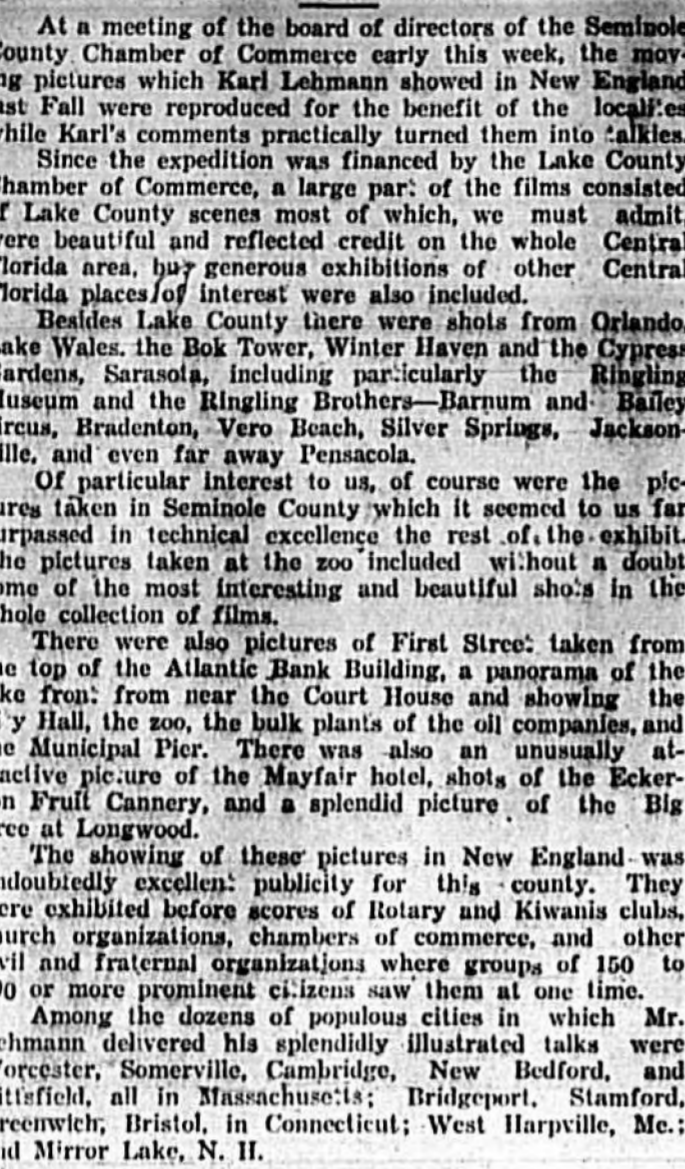 At a meeting of the board of directors of the Seminole
ounty Chamber of Commerce early this week, the mov-
ng pictures which Karl Lehmann showed in New England
ast Fall were reproduced for the benefit of the localities
hile Karl's comments practically turned them into talkies.
Since the expedition was financed by the Lake County
hamber of Commerce, a large part of the films consisted
f Lake County scenes most of which, we must admit,
ere beautiful and reflected credit on the whole Central
lorida area, but generous exhibitions of other Central
lorida places of interest were also included.
Besides Lake County there were shots from Orlando,
ake Wales. the Bok Tower, Winter Haven and the Cypress
ardens, Sarasota, including particularly the Ringling
Museum and the Ringling Brothers—Barnum and Bailey
ircus, Bradenton, Vero Beach, Silver Springs, Jackson-
ille, and even far away Pensacola.
Of particular interest to us, of course were the pic-
ures taken in Seminole County which it seemed to us far
urpassed in technical excellence the rest of the exhibit.
he pictures taken at the zoo included without a doubt
ome of the most interesting and beautiful shots in the
hole collection of films.
There were also pictures of First Street taken from
he top of the Atlantic Bank Building, a panorama of the
ke front from near the Court House and showing the
i y Hall, the zoo, the bulk plants of the oil companies, and
he Municipal Pier. There was also an unusually at-
ractive picture of the Mayfair hotel, shots of the Ecker-
on Fruit Cannery, and a splendid picture of the Big
ree at Longwood.
The showing of these pictures in New England was
ndoubtedly excellent publicity for this county. They
ere exhibited before scores of Rotary and Kiwanis clubs,
hurch organizations, chambers of commerce, and other
vil and fraternal organizations where groups of 150 to
00 or more prominent citizens saw them at one time.
Among the dozens of populous cities in which Mr.
ehmann delivered his splendidly illustrated talks were
orcester, Somerville, Cambridge, New Bedford, and
ittsfield, all in Massachusetts; Bridgeport, Stamford,
reenwich, Bristol, in Connecticut; West Harpville, Me.;
nd Mirror Lake, N. H.